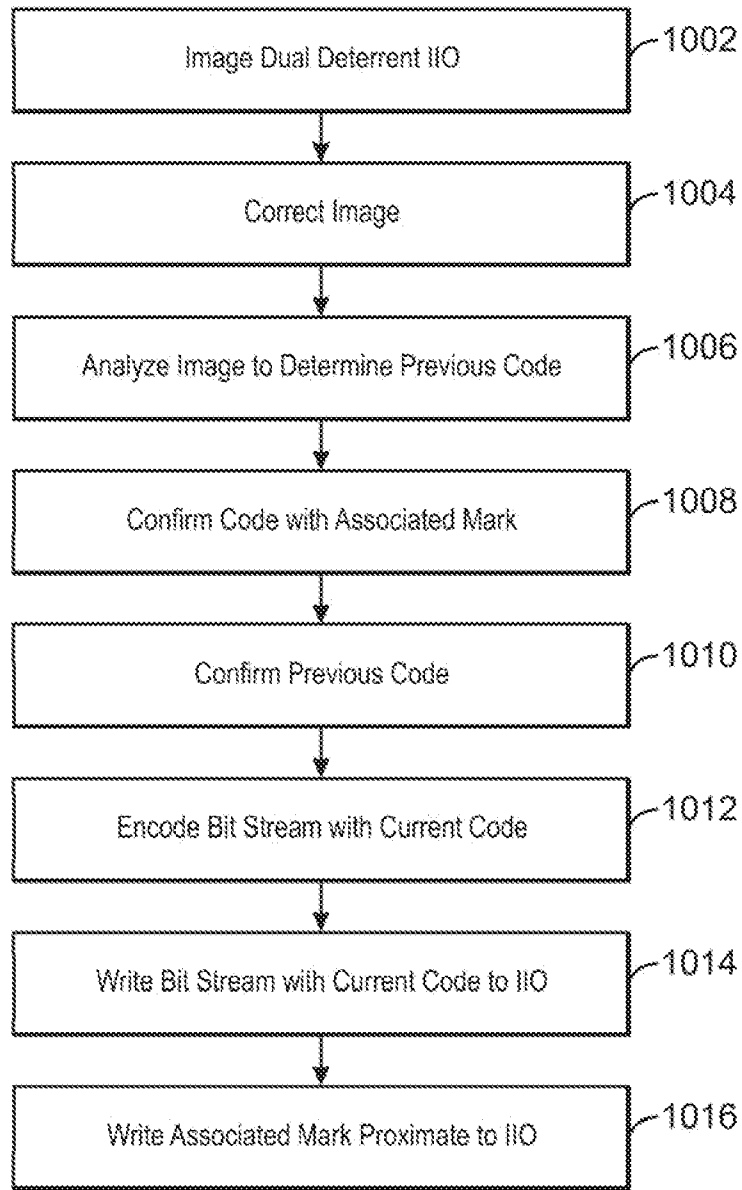 Image Dual Deterrent IIO
1002
Correct Image
1004
Analyze Image to Determine Previous Code
1006
Confirm Code with Associated Mark
1008
Confirm Previous Code
1010
Encode Bit Stream with Current Code
1012
Write Bit Stream with Current Code to IIO
1014
Write Associated Mark Proximate to IIO
1016